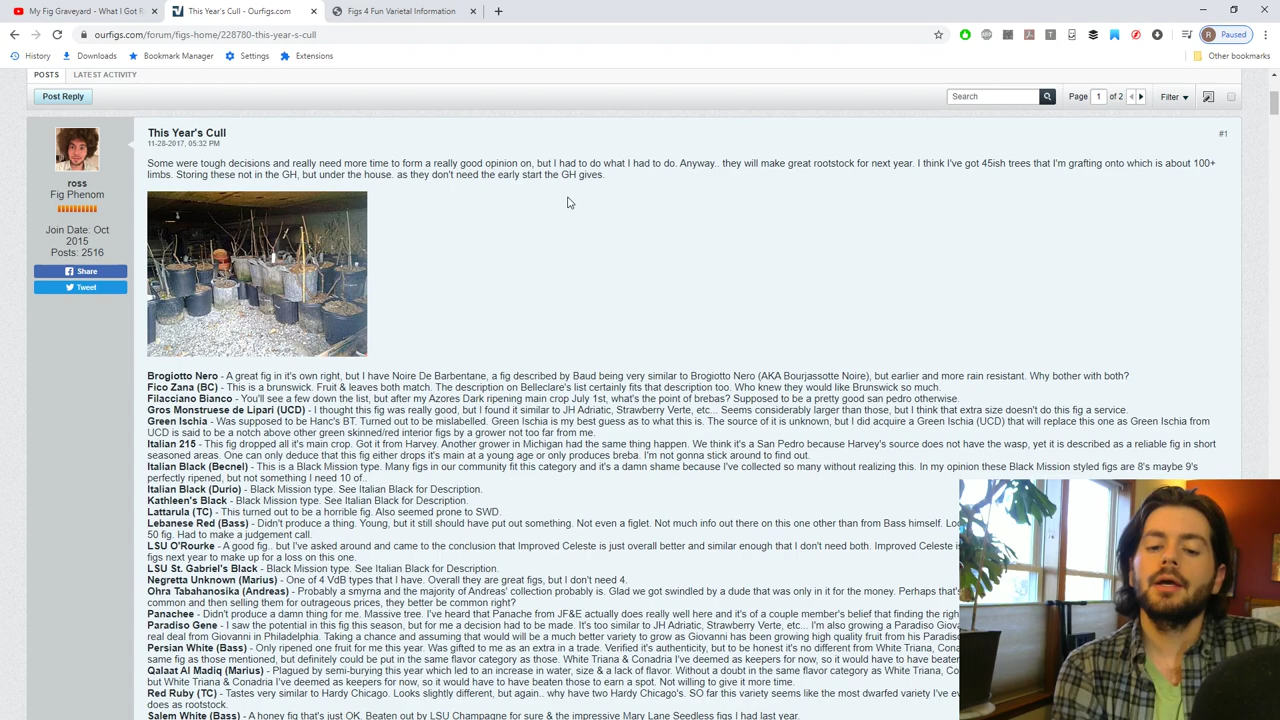 My Fig Graveyard - What I Got R
This Year's Cull - Ourfigs.com
Figs 4 Fun Varietal Information
ourfigs.com/forum/figs-home/228780-this-year-s-cull
Paused
History Downloads Bookmark Manager Settings Extensions Other bookmarks
POSTS LATEST ACTIVITY
Post Reply Search Page 1 of 2 Filter
This Year's Cull #1
11-28-2017, 05:32 PM
ross
Fig Phenom
Join Date: Oct
2015
Posts: 2516
Share
Tweet
Some were tough decisions and really need more time to form a really good opinion on, but I had to do what I had to do. Anyway.. they will make great rootstock for next year. I think I've got 45ish trees that I'm grafting onto which is about 100+
limbs. Storing these not in the GH, but under the house. as they don't need the early start the GH gives.
Brogiotto Nero - A great fig in it's own right, but I have Noire De Barbentane, a fig described by Baud being very similar to Brogiotto Nero (AKA Bourjassotte Noire), but earlier and more rain resistant. Why bother with both?
Fico Zana (BC) - This is a brunswick. Fruit & leaves both match. The description on Belleclare's list certainly fits that description too. Who knew they would like Brunswick so much.
Filacciano Bianco - You'll see a few down the list, but after my Azores Dark ripening main crop July 1st, what's the point of brebas? Supposed to be a pretty good san pedro otherwise.
Gros Monstruese de Lipari (UCD) - I thought this fig was really good, but I found it similar to JH Adriatic, Strawberry Verte, etc... Seems considerably larger than those, but I think that extra size doesn't do this fig a service.
Green Ischia - Was supposed to be Hanc's BT. Turned out to be mislabelled. Green Ischia is my best guess as to what this is. The source of it is unknown, but I did acquire a Green Ischia (UCD) that will replace this one as Green Ischia from
UCD is said to be a notch above other green skinned/red interior figs by a grower not too far from me.
Italian 215 - This fig dropped all it's main crop. Got it from Harvey. Another grower in Michigan had the same thing happen. We think it's a San Pedro because Harvey's source does not have the wasp, yet it is described as a reliable fig in short
seasoned areas. One can only deduce that this fig either drops it's main at a young age or only produces breba. I'm not gonna stick around to find out.
Italian Black (Becnel) - This is a Black Mission type. Many figs in our community fit this category and it's a damn shame because I've collected so many without realizing this. In my opinion these Black Mission styled figs are 8's maybe 9's
perfectly ripened, but not something I need 10 of..
Italian Black (Durio) - Black Mission type. See Italian Black for Description.
Kathleen's Black - Black Mission type. See Italian Black for Description.
Lattarula (TC) - This turned out to be a horrible fig. Also seemed prone to SWD.
Lebanese Red (Bass) - Didn't produce a thing. Young, but it still should have put out something. Not even a figlet. Not much info out there on this one other than from Bass himself.
50 fig. Had to make a judgement call.
LSU O'Rourke - A good fig.. but I've asked around and came to the conclusion that Improved Celeste is just overall better and similar enough that I don't need both. Improved Celeste
figs next year to make up for a loss on this one.
LSU St. Gabriel's Black - Black Mission type. See Italian Black for Description.
Negretta Unknown (Marius) - One of 4 VdB types that I have. Overall they are great figs, but I don't need 4.
Ohra Tabahanosika (Andreas) - Probably a smyrna and the majority of Andreas' collection probably is. Glad we got swindled by a dude that was only in it for the money. Perhaps that's
common and then selling them for outrageous prices, they better be common right?
Panachee - Didn't produce a damn thing for me. Massive tree. I've heard that Panache from JF&E actually does really well here and it's of a couple member's belief that finding the righ
Paradiso Gene - I saw the potential in this fig this season, but for me a decision had to be made. It's too similar to JH Adriatic, Strawberry Verte, etc... I'm also growing a Paradiso
real deal from Giovanni in Philadelphia. Taking a chance and assuming that would be a much better variety to grow as Giovanni has been growing high quality fruit from his Paradiso
Persian White (Bass) - Only ripened one fruit for me this year. Was gifted to me as an extra in a trade. Verified it's authenticity, but to be honest it's no different from White Triana, Cona
same fig as those mentioned, but definitely could be put in the same flavor category as those. White Triana & Conadria I've deemed as keepers for now, so it would have to have beaten
Qalaat Al Madiq (Marius) - Plagued by semi-burying this year which led to an increase in water, size & a lack of flavor. Without a doubt in the same flavor category as White Triana, Con
but White Triana & Conadria I've deemed as keepers for now, so it would have to have beaten those to earn a spot. Not willing to give it more time.
Red Ruby (TC) - Tastes very similar to Hardy Chicago. Looks slightly different, but again.. why have two Hardy Chicago's. SO far this variety seems like the most dwarfed variety I've ev
does as rootstock.
Salem White (Bass) - A honey fig that's just OK. Beaten out by LSU Champagne for sure & the impressive Mary Lane Seedless figs I had last year.